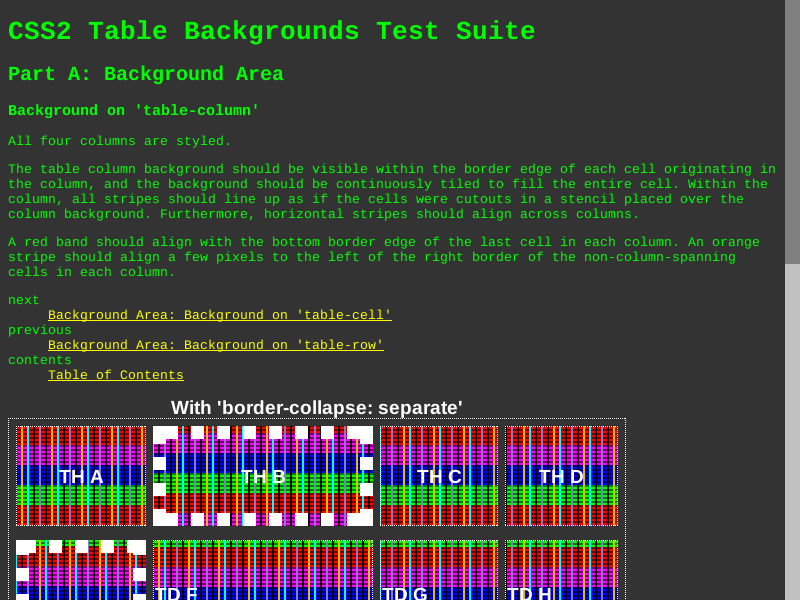 CSS2 Table Backgrounds Test Suite
Part A: Background Area
Background on 'table-column'
All four columns are styled.
The table column background should be visible within the border edge of each cell originating in
the column, and the background should be continuously tiled to fill the entire cell. Within the
column, all stripes should line up as if the cells were cutouts in a stencil placed over the
column background. Furthermore, horizontal stripes should align across columns.
A red band should align with the bottom border edge of the last cell in each column. An orange
stripe should align a few pixels to the left of the right border of the non-column-spanning
cells in each column.
next
Background Area: Background on 'table-cell'
previous
Background Area: Background on 'table-row'
contents
Table of Contents
With 'border-collapse: separate'
TH A TH B TH C TH D
TD F TD G TD H